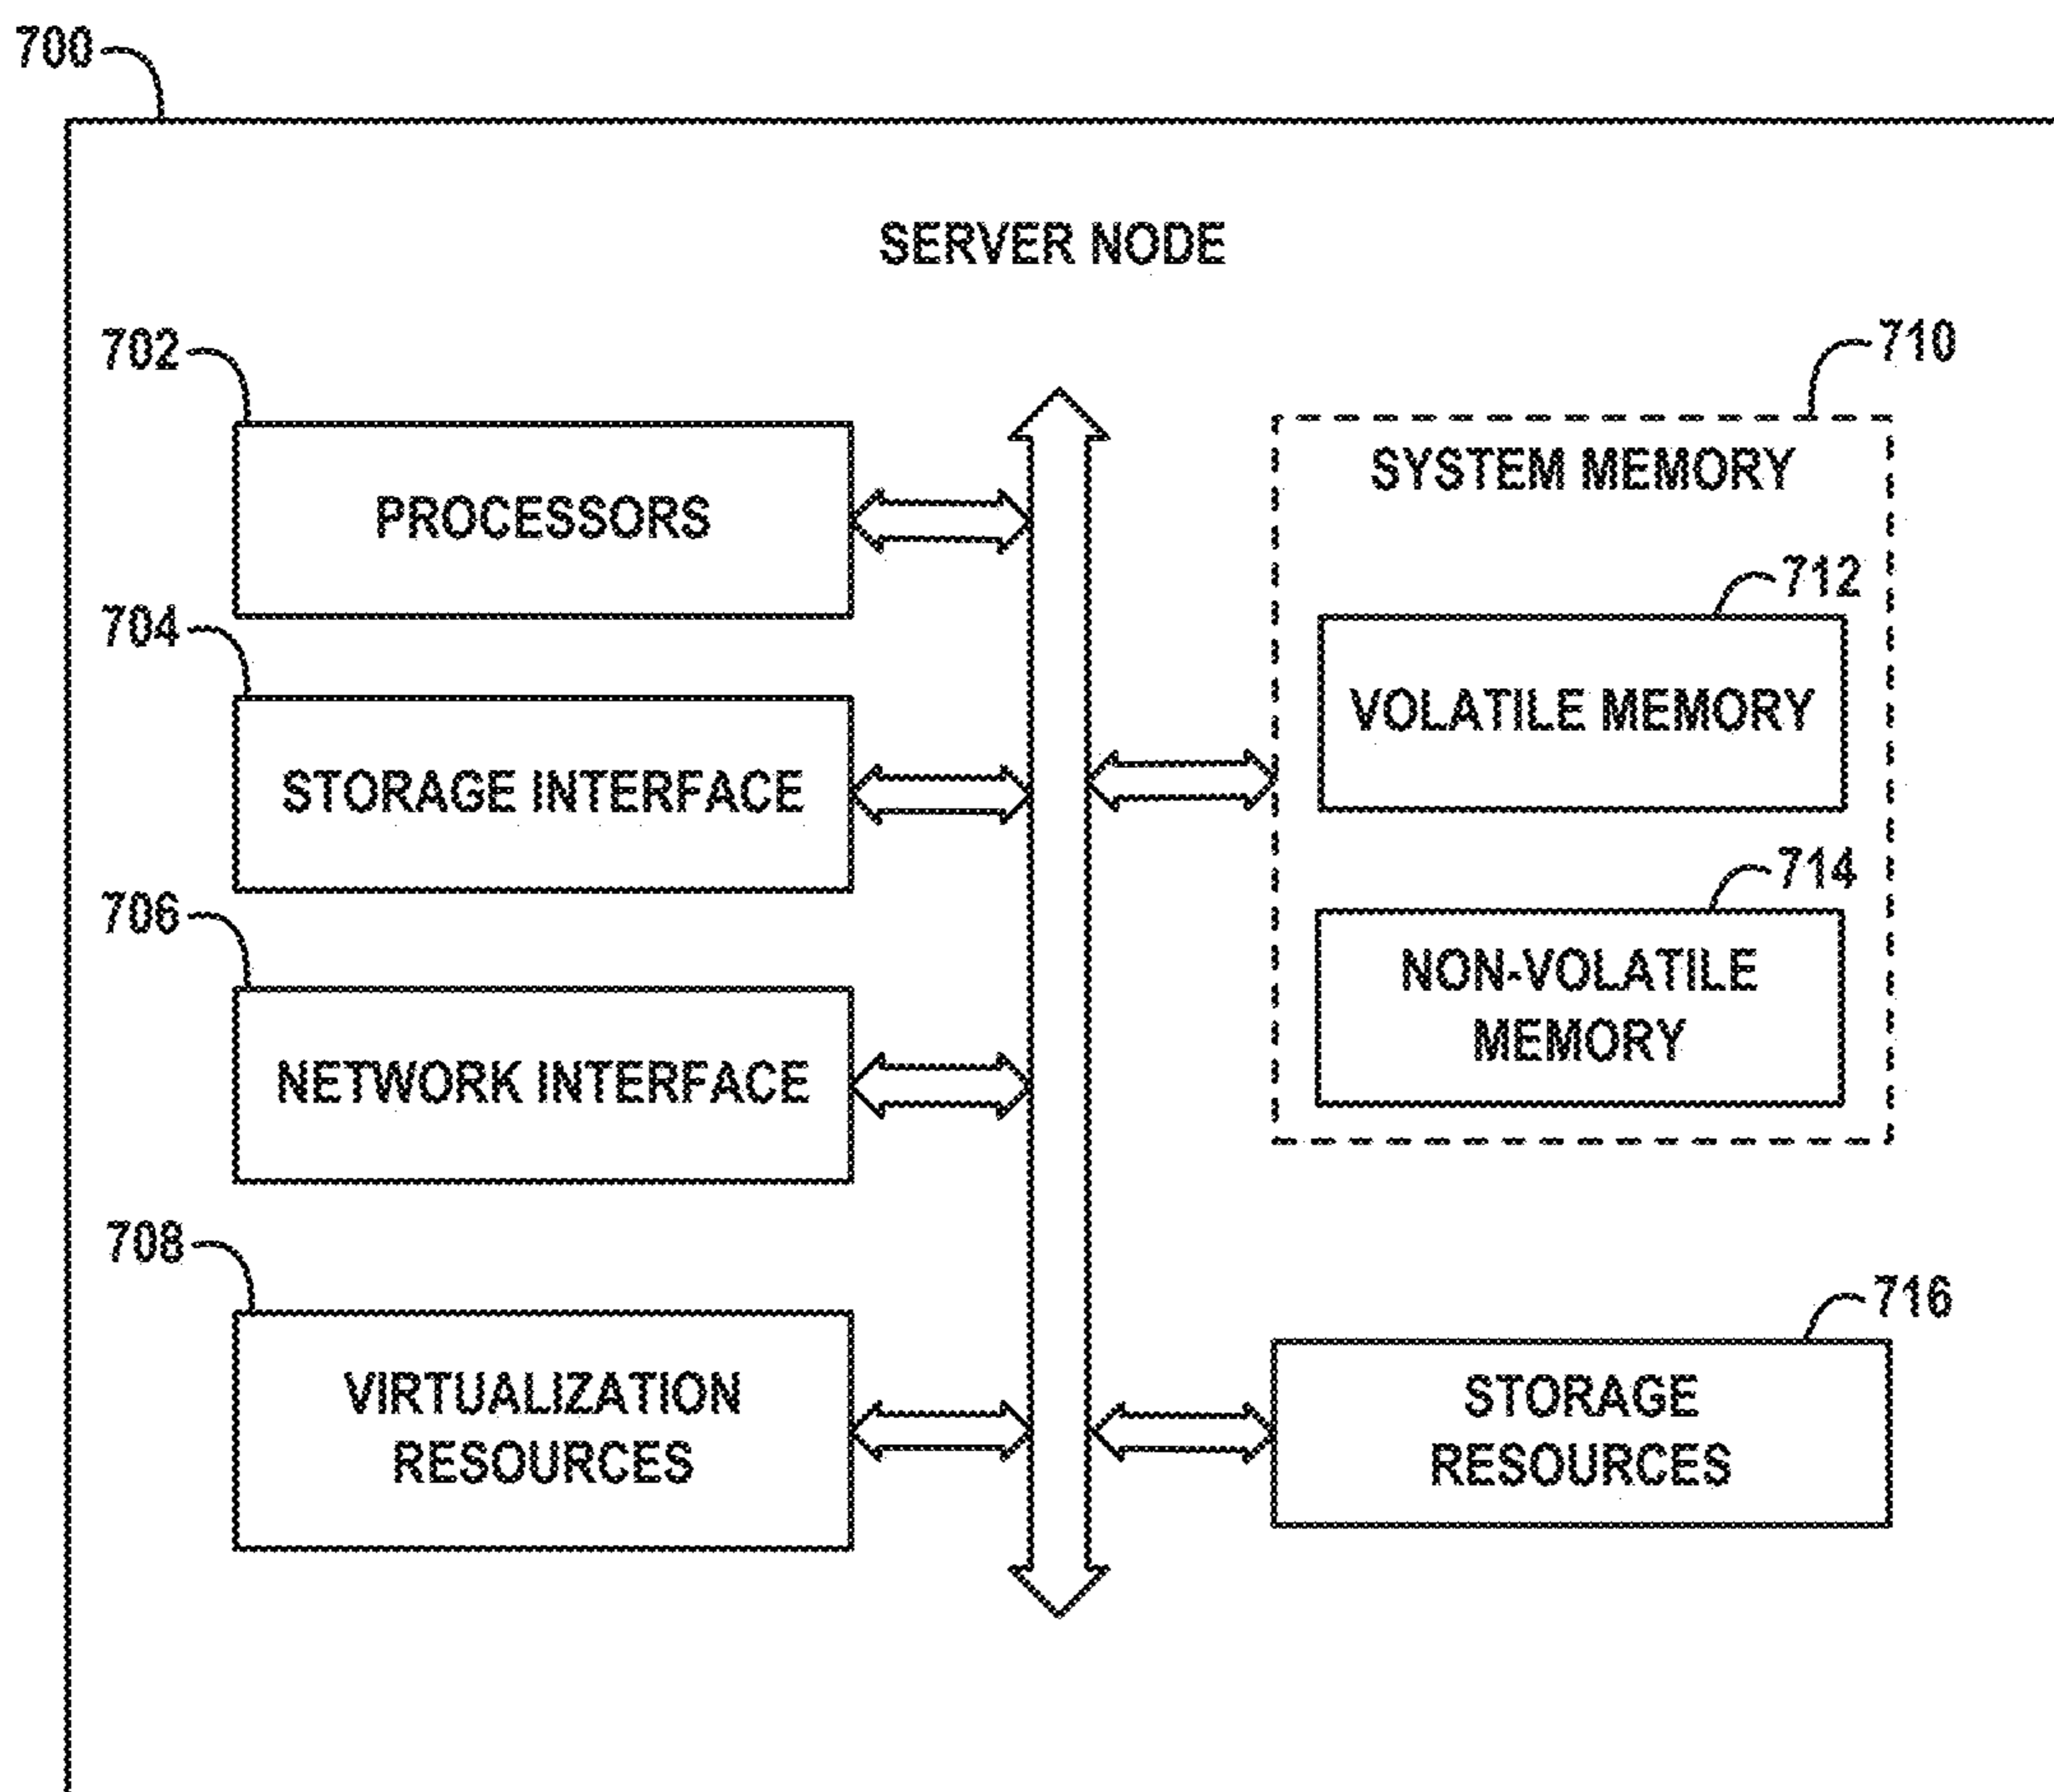 700
SERVER NODE
702
PROCESSORS
704
STORAGE INTERFACE
706
NETWORK INTERFACE
708
VIRTUALIZATION
RESOURCES
710
SYSTEM MEMORY
712
VOLATILE MEMORY
714
NON-VOLATILE
MEMORY
716
STORAGE
RESOURCES